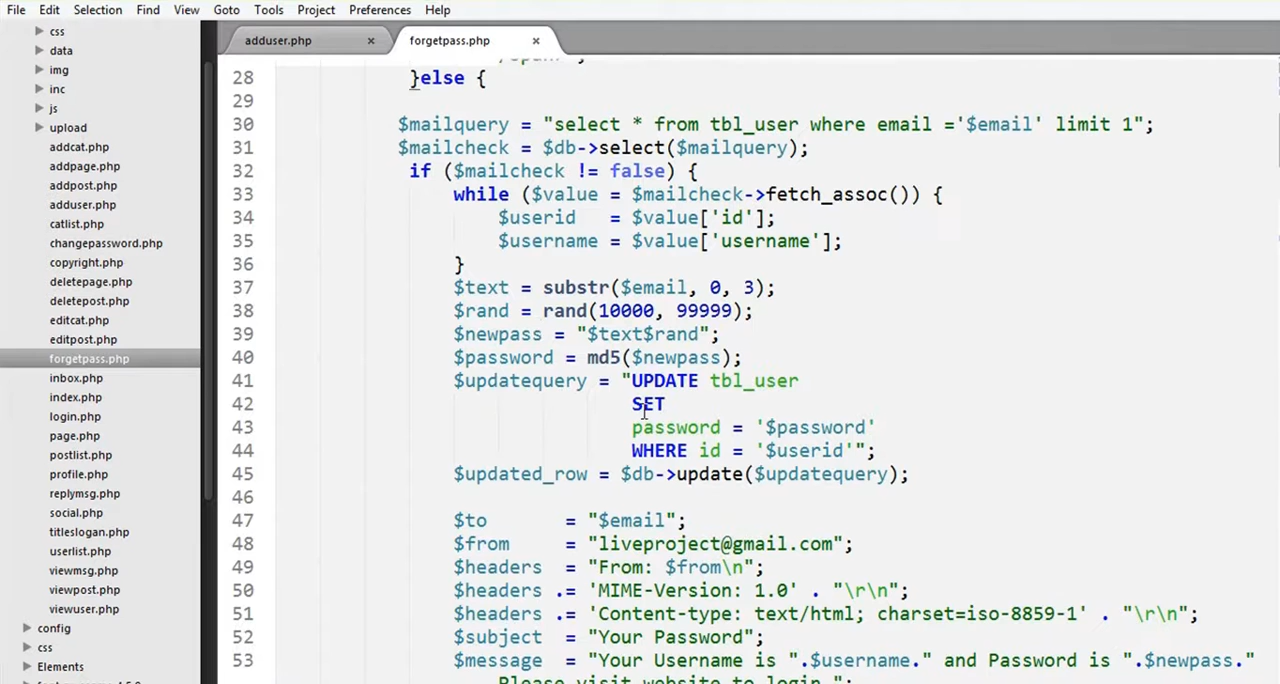 File Edit Selection Find View Goto Tools Project Preferences Help
adduser.php × forgetpass.php ×
css
data
img
inc
js
upload
addcat.php
addpage.php
addpost.php
adduser.php
catlist.php
changepassword.php
copyright.php
deletepage.php
deletepost.php
editcat.php
editpost.php
forgetpass.php
inbox.php
index.php
login.php
page.php
postlist.php
profile.php
replymsg.php
social.php
titleslogan.php
userlist.php
viewmsg.php
viewpost.php
viewuser.php
config
css
Elements
28 }else {
29
30 $mailquery = "select * from tbl_user where email ='$email' limit 1";
31 $mailcheck = $db->select($mailquery);
32 if ($mailcheck != false) {
33 while ($value = $mailcheck->fetch_assoc()) {
34 $userid = $value['id'];
35 $username = $value['username'];
36 }
37 $text = substr($email, 0, 3);
38 $rand = rand(10000, 99999);
39 $newpass = "$text$rand";
40 $password = md5($newpass);
41 $updatequery = "UPDATE tbl_user
42 SET
43 password = '$password'
44 WHERE id = '$userid'";
45 $updated_row = $db->update($updatequery);
46
47 $to = "$email";
48 $from = "liveproject@gmail.com";
49 $headers = "From: $from\n";
50 $headers .= 'MIME-Version: 1.0' . "\r\n";
51 $headers .= 'Content-type: text/html; charset=iso-8859-1' . "\r\n";
52 $subject = "Your Password";
53 $message = "Your Username is ".$username." and Password is ".$newpass."
Please visit website to login.";